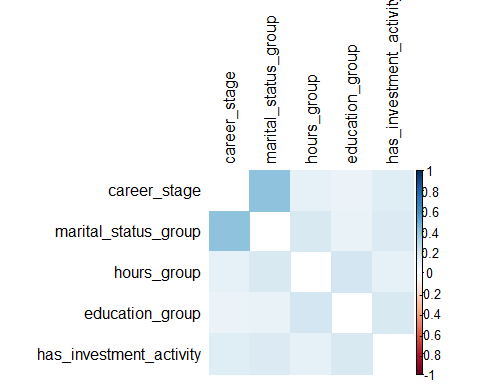 career_stage
marital_status_group
hours_group
education_group
has_investment_activity
career_stage
marital_status_group
hours_group
education_group
has_investment_activity
1
0.8
0.6
0.4
0.2
0
-0.2
-0.4
-0.6
-0.8
-1